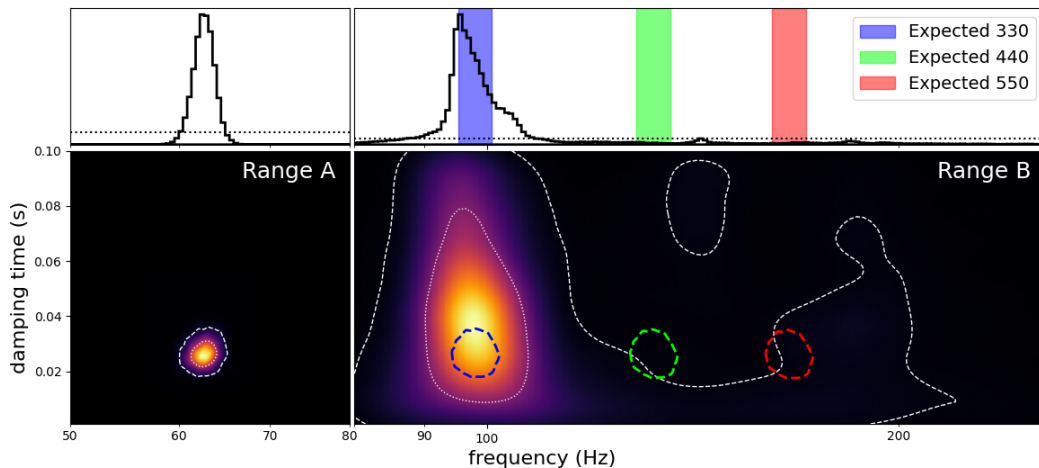 Expected 330
Expected 440
Expected 550
Range A
Range B
damping time (s)
0.10
0.08
0.06
0.04
0.02
50
60
70
80
90
100
200
frequency (Hz)